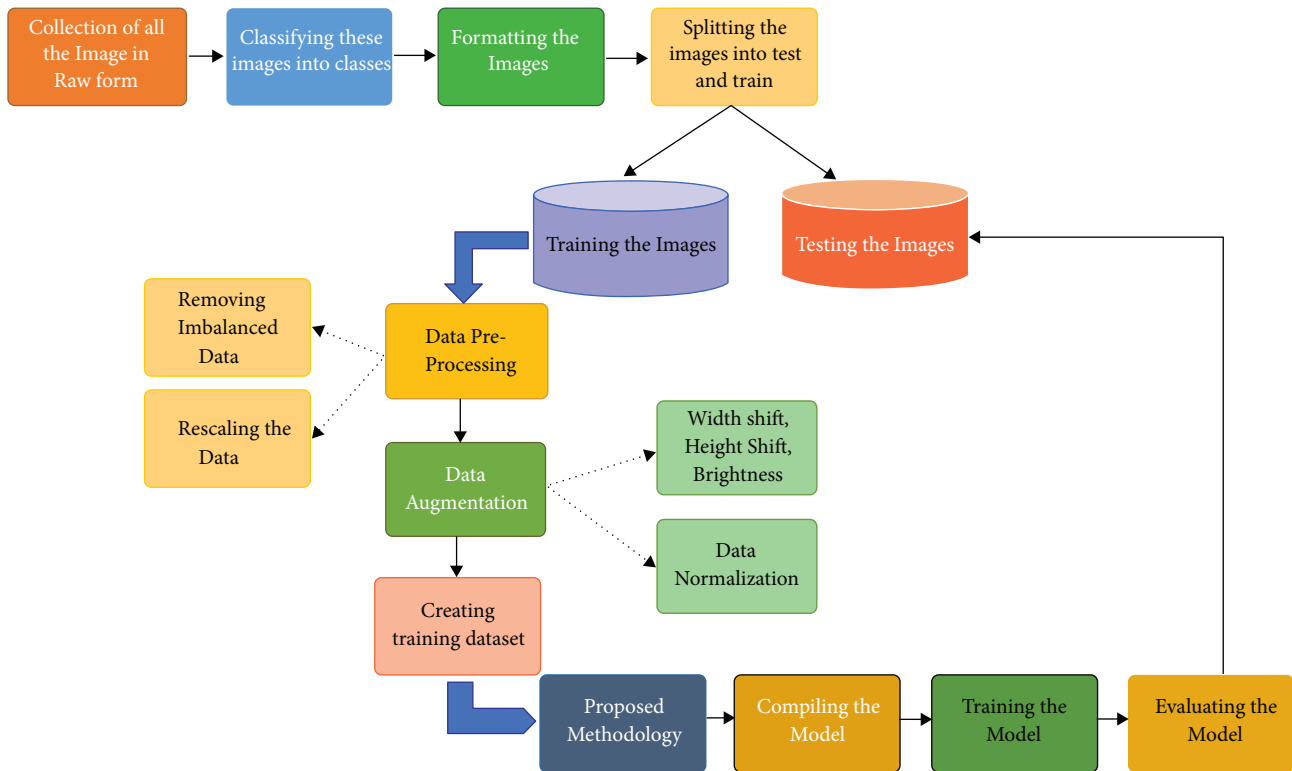 Collection of all
the Image in
Raw form
Classifying these
images into classes
Formatting the
Images
Splitting the
images into test
and train
Training the Images
Testing the Images
Removing
Imbalanced
Data
Data Pre-
Processing
Rescaling the
Data
Width shift,
Height Shift,
Brightness
Data
Augmentation
Data
Normalization
Creating
training dataset
Proposed
Methodology
Compiling the
Model
Training the
Model
Evaluating the
Model